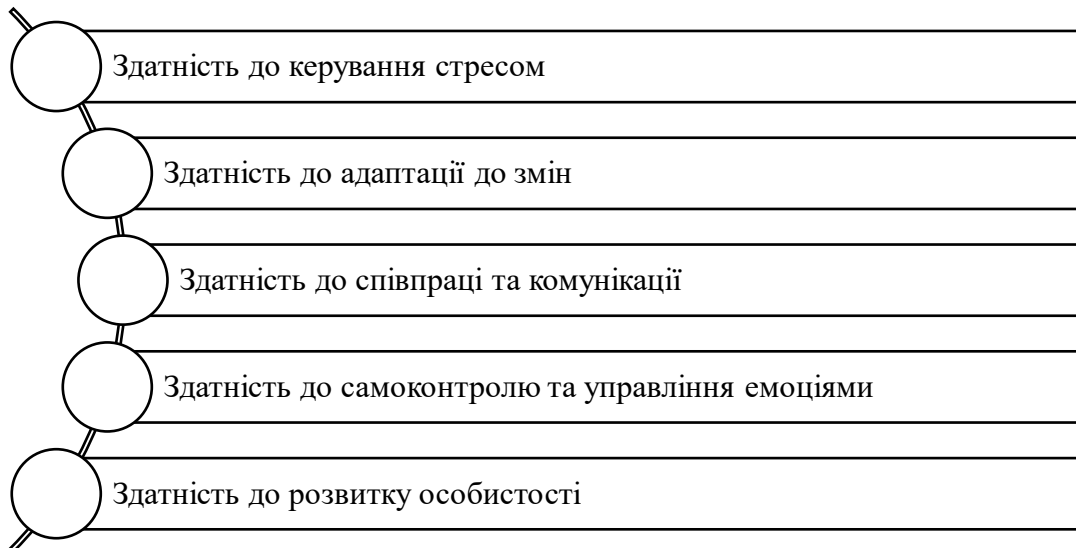 Здатність до керування стресом
Здатність до адаптації до змін
Здатність до співпраці та комунікації
Здатність до самоконтролю та управління емоціями
Здатність до розвитку особистості